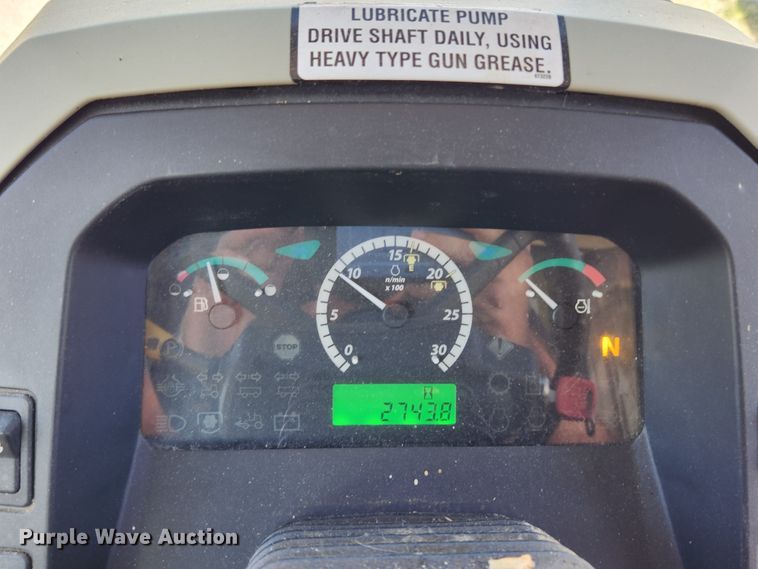 LUBRICATE PUMP
DRIVE SHAFT DAILY, USING
HEAVY TYPE GUN GREASE.
15
10
20
n/min
x 100
5
25
0
30
STOP
N
2743.8
Purple Wave Auction